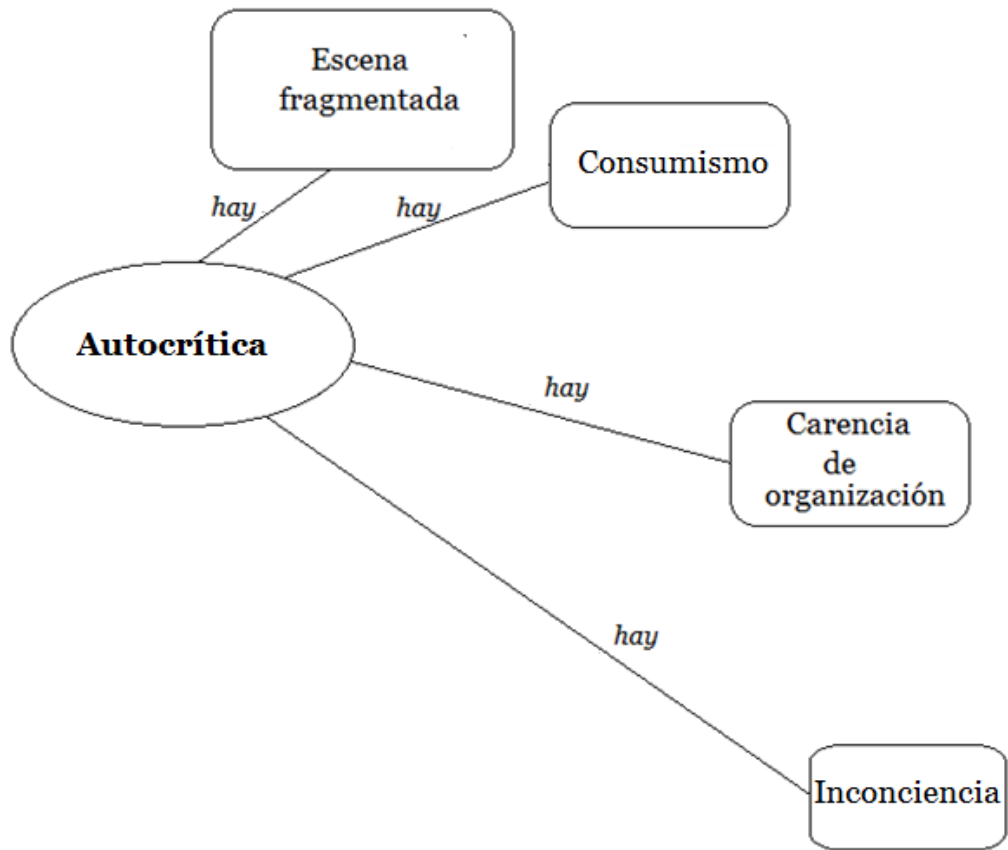 Escena
fragmentada
Consumismo
hay
hay
Autocrítica
hay
Carencia
de
organización
hay
Inconciencia